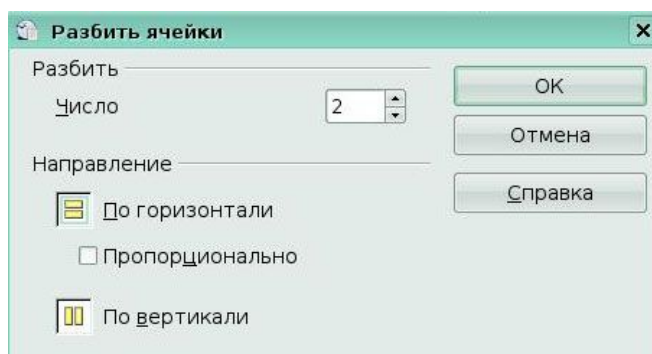 Разбить ячейки
Разбить
Число
2
OK
Отмена
Справка
Направление
По горизонтали
Пропорционально
По вертикали